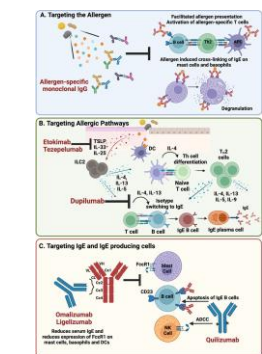 A. Targeting the Allergen
Facilitated allergen presentation
Activation of allergen-specific T cells
B cell
Th2
APC
Allergen-specific
monoclonal IgG
Allergen induced cross-linking of IgE on
mast cells and basophils
Degranulation
B. Targeting Allergic Pathways
Etokimab
Tezepelumab
TSLP
IL-33
IL-25
DC
IL-4
Th cell
differentiation
Th2
cells
ILC2
IL-4,
IL-13
IL-5
Naive
T cell
IL-4, IL-13
IL-5, IL-9
Dupilumab
IL-4, IL-13
Isotype
switching to IgE
IgE
T cell
B cell
IgE B cell
IgE plasma cell
C. Targeting IgE and IgE producing cells
FcεR1
Mast
Cell
CD23
B cell
Apoptosis of IgE B cells
Omalizumab
Ligelizumab
ADCC
NK
Cell
Reduces serum IgE and
reduces expression of FcεR1 on
mast cells, basophils and DCs
Quilizumab